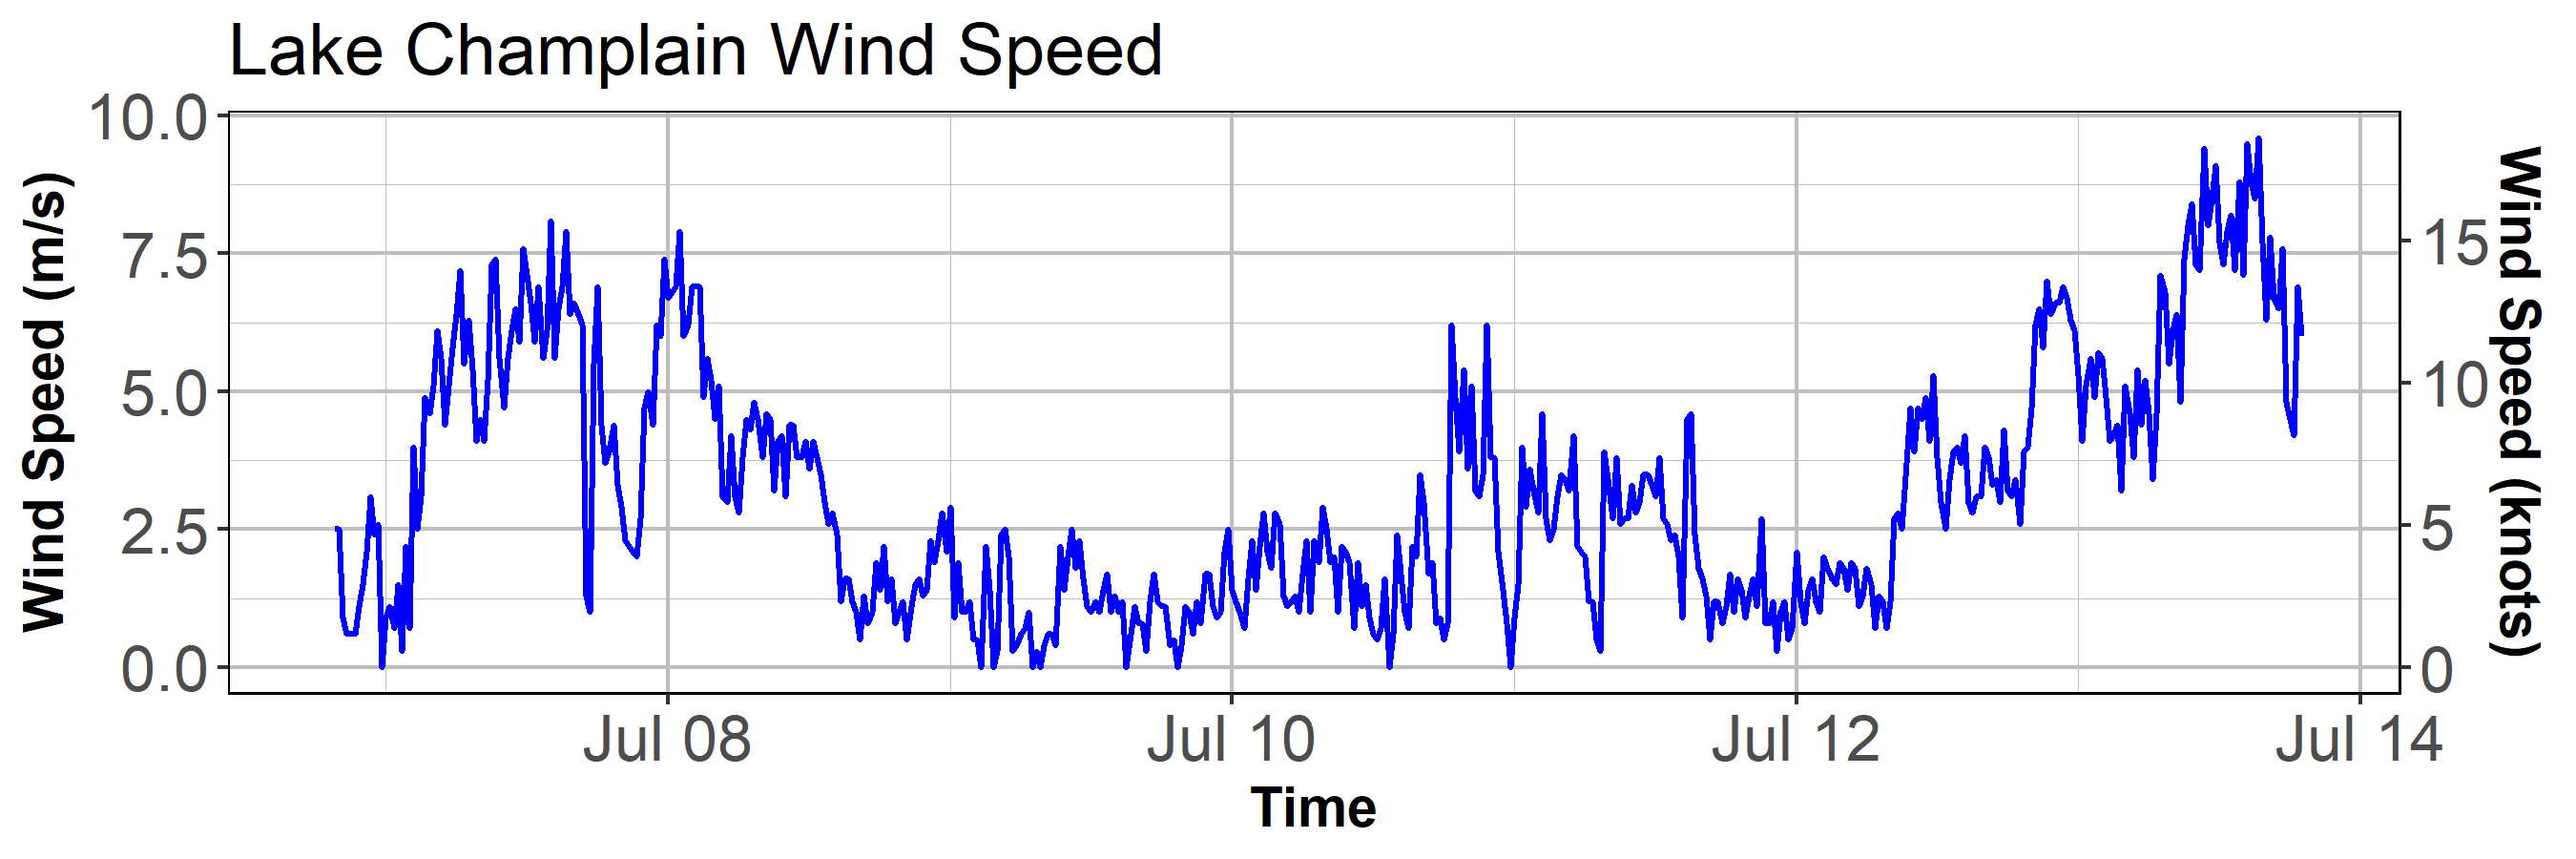 Lake Champlain Wind Speed
10.0
7.5
5.0
2.5
0.0
Wind Speed (m/s)
15
10
5
0
Wind Speed (knots)
Jul 08
Jul 10
Jul 12
Jul 14
Time